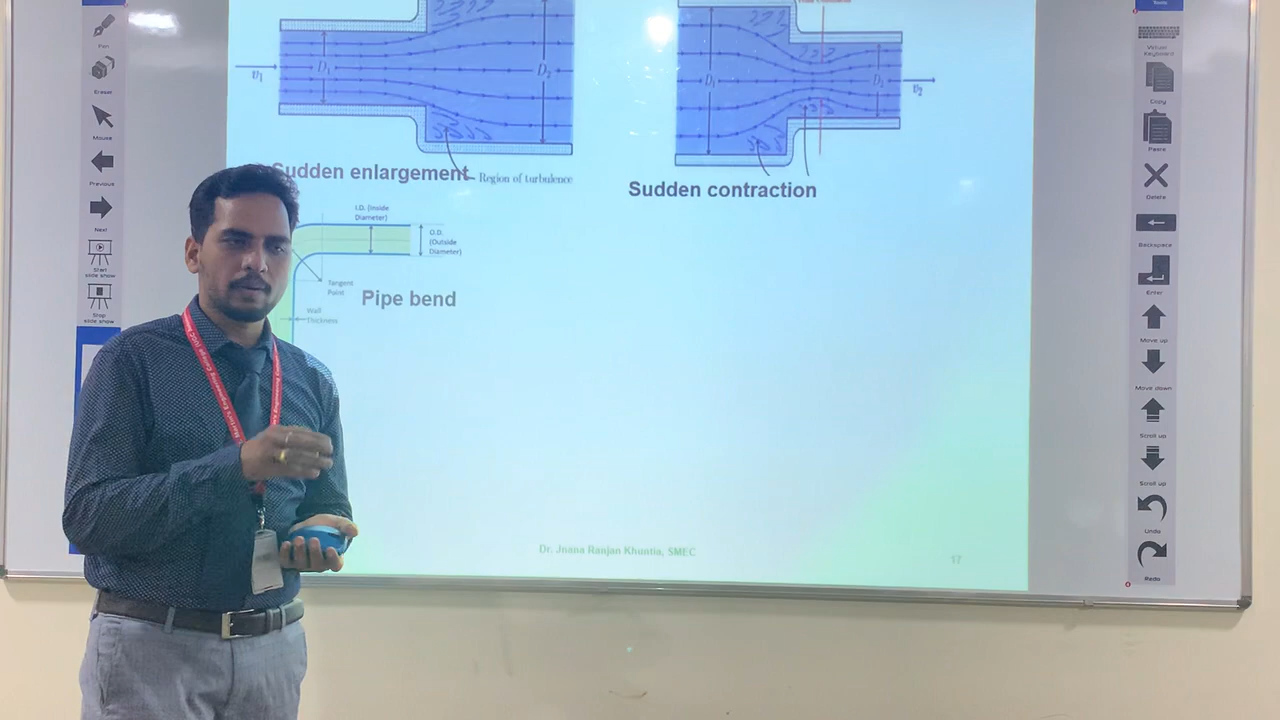 Tools
Pen
Eraser
Mouse
Previous
Next
Start
slide show
Stop
slide show
D₁
D₂
v₁
Sudden enlargement
Region of turbulence
D₁
D₂
v₂
Sudden contraction
I.D. (Inside
Diameter)
O.D.
(Outside
Diameter)
Tangent
Point
Wall
Thickness
Pipe bend
Dr. Jnana Ranjan Khuntia, SMEC
17
Virtual
Keyboard
Copy
Paste
Delete
Backspace
Enter
Move up
Move down
Scroll up
Scroll up
Undo
Redo